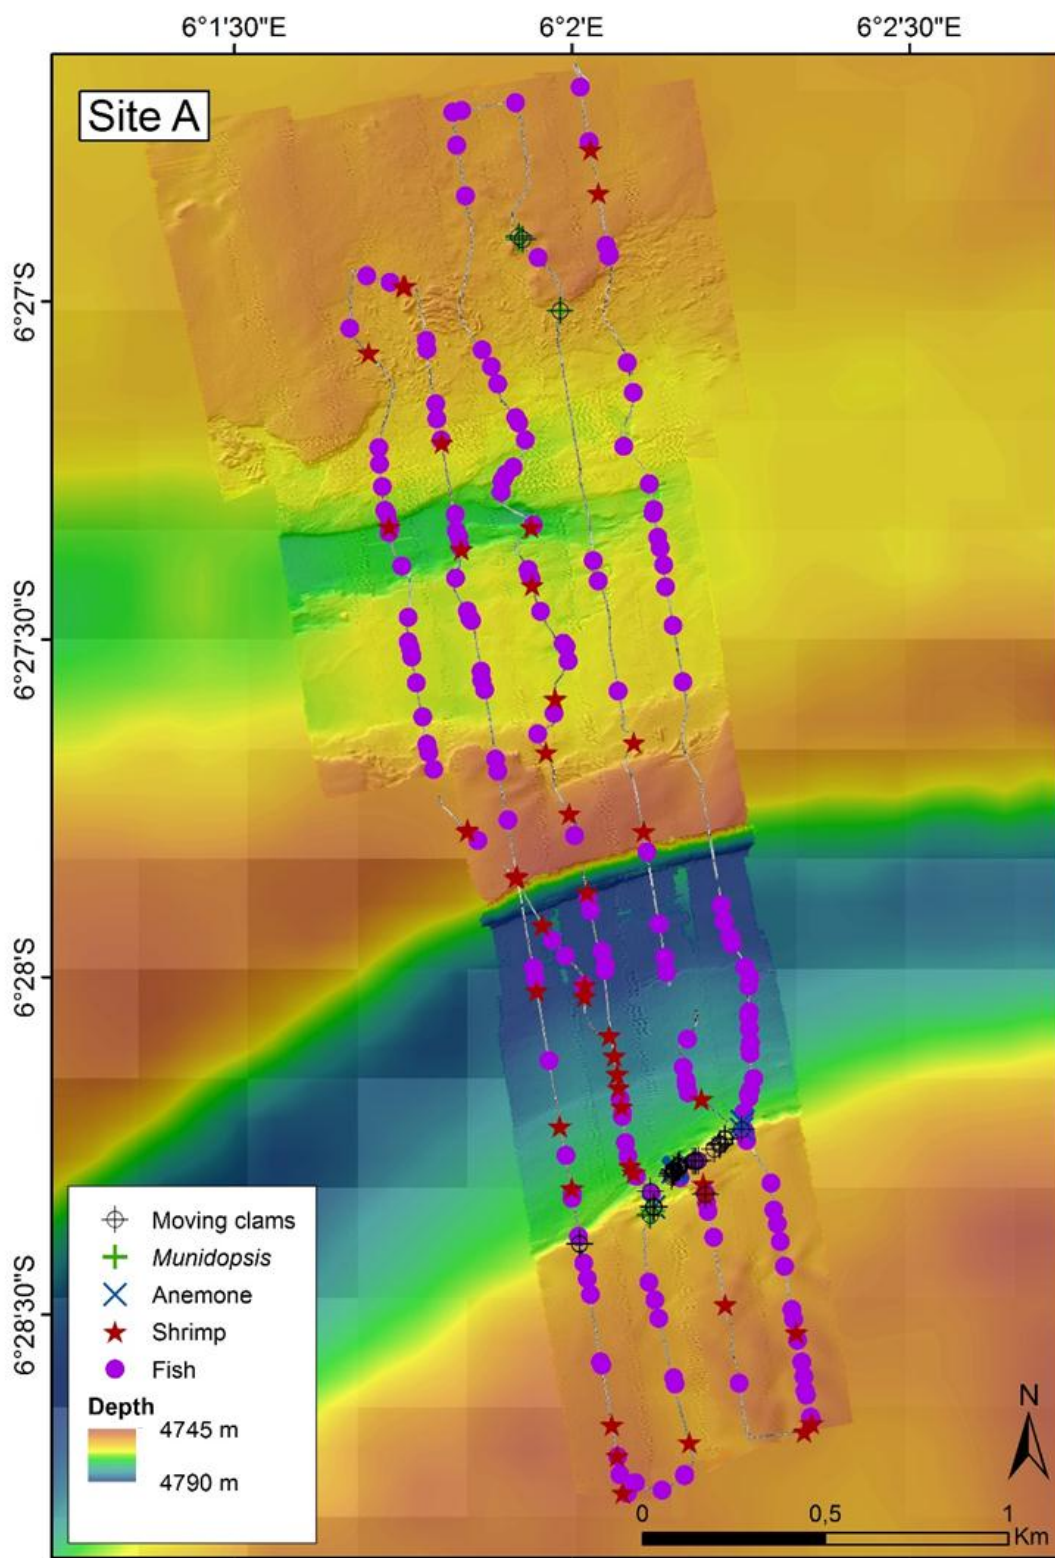 6°1'30"E 6°2'E 6°2'30"E
Site A
6°27'S
6°27'30"S
6°28'S
6°28'30"S
Moving clams
Munidopsis
Anemone
Shrimp
Fish
Depth
4745 m
4790 m
N
0 0,5 1
Km